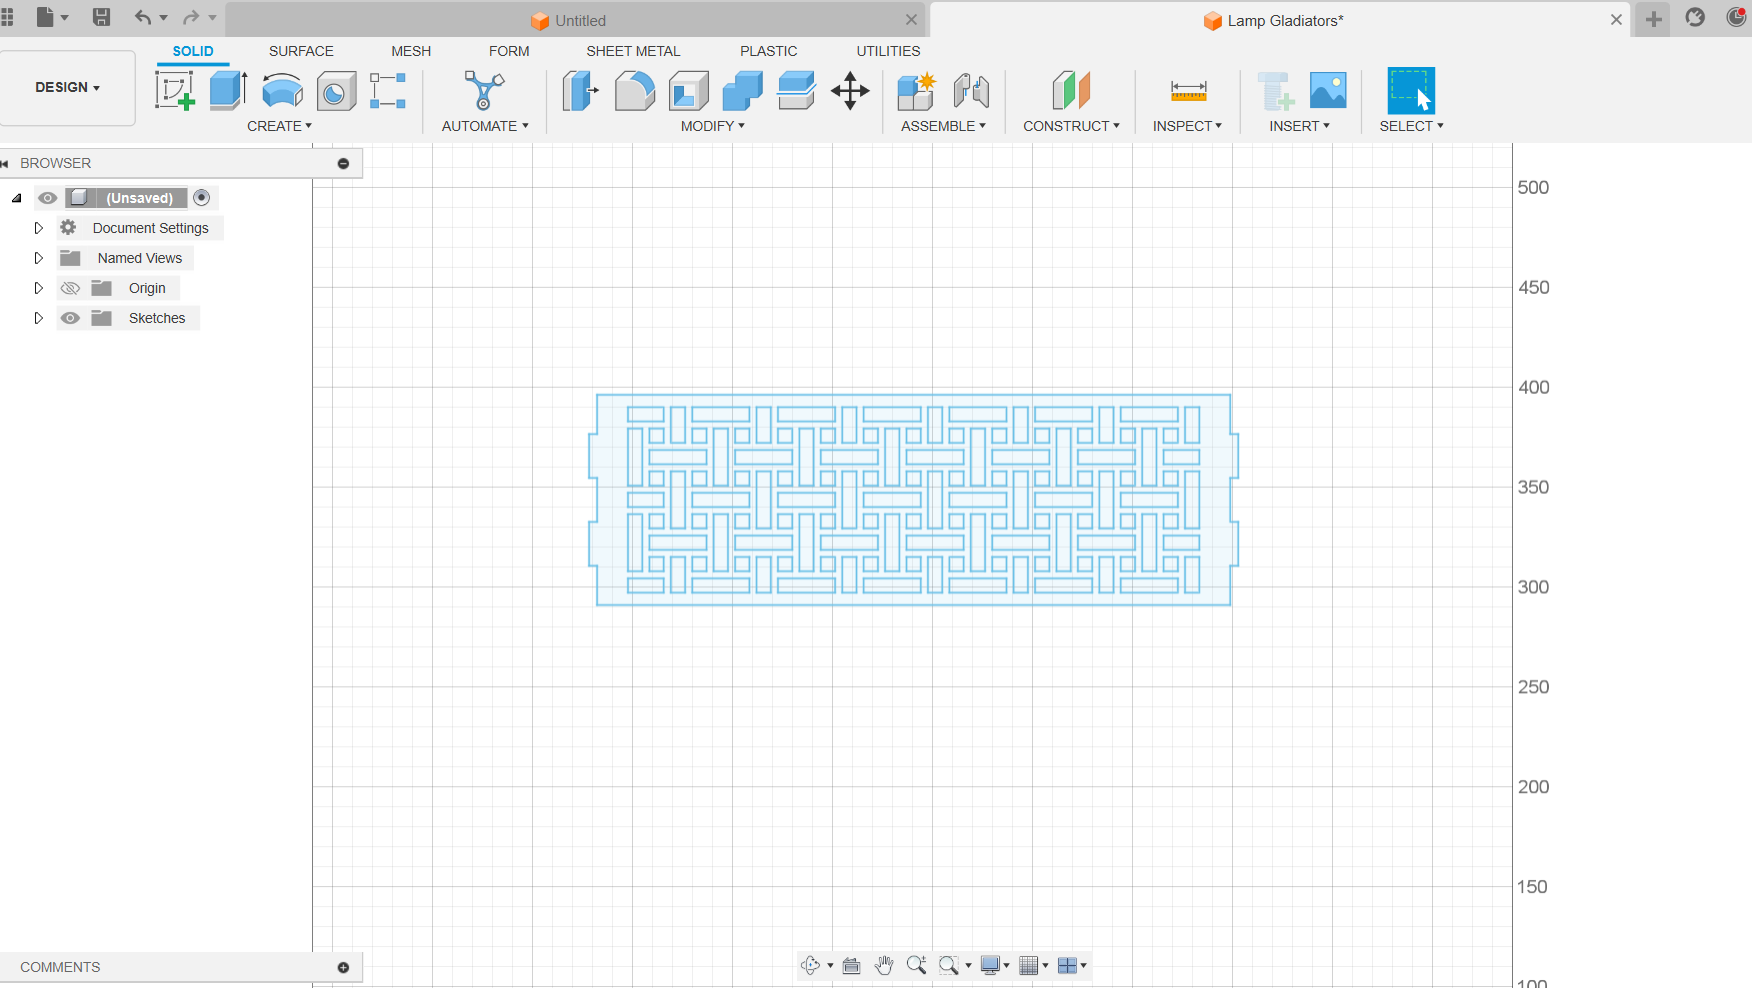 Untitled
Lamp Gladiators*
SOLID SURFACE MESH FORM SHEET METAL PLASTIC UTILITIES
DESIGN
CREATE AUTOMATE MODIFY ASSEMBLE CONSTRUCT INSPECT INSERT SELECT
BROWSER
(Unsaved)
Document Settings
Named Views
Origin
Sketches
500
450
400
350
300
250
200
150
100
COMMENTS